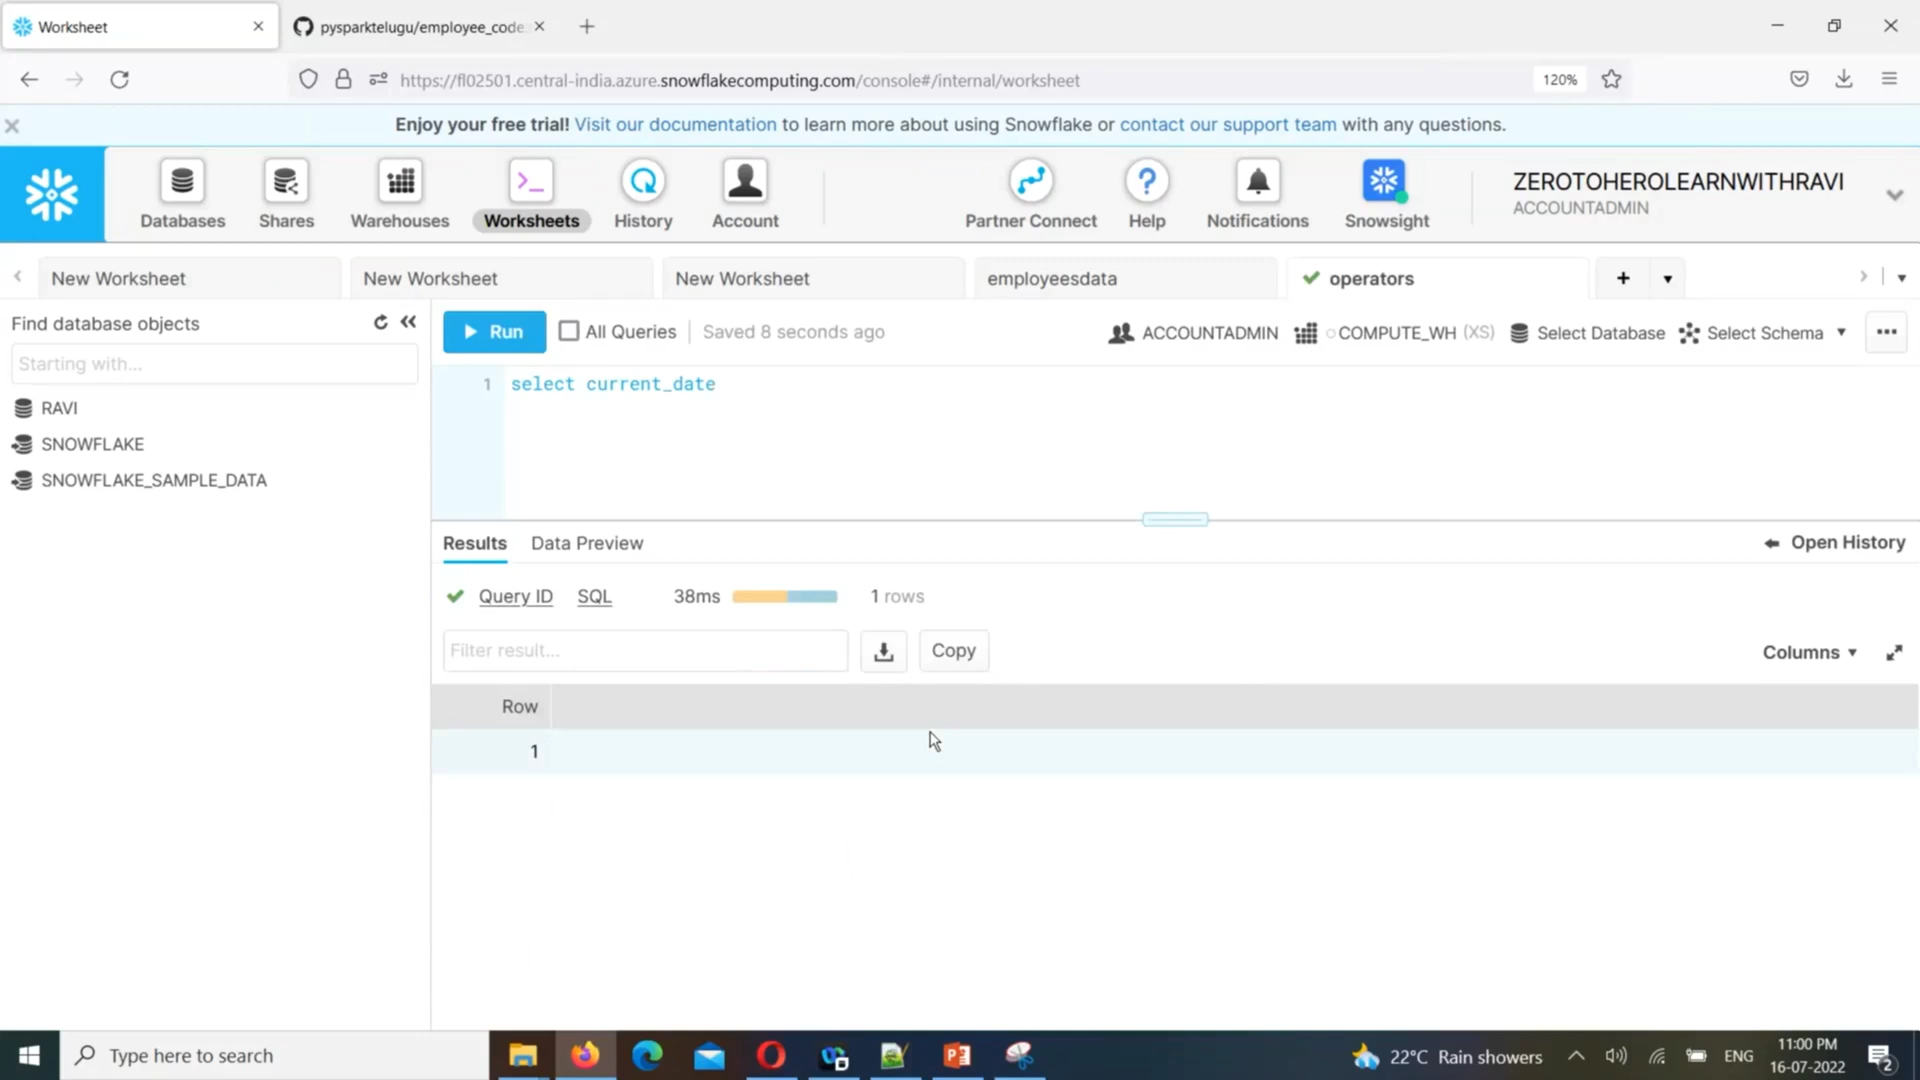 Worksheet
pysparktelugu/employee_code
https://fl02501.central-india.azure.snowflakecomputing.com/console#/internal/worksheet
120%
Enjoy your free trial! Visit our documentation to learn more about using Snowflake or contact our support team with any questions.
Databases
Shares
Warehouses
Worksheets
History
Account
Partner Connect
Help
Notifications
Snowsight
ZEROTOHEROLEARNWITHRAVI
ACCOUNTADMIN
New Worksheet
New Worksheet
New Worksheet
employeesdata
operators
Find database objects
Starting with...
RAVI
SNOWFLAKE
SNOWFLAKE_SAMPLE_DATA
Run
All Queries
Saved 8 seconds ago
ACCOUNTADMIN
COMPUTE_WH (XS)
Select Database
Select Schema
1 select current_date
Results
Data Preview
Open History
Query ID
SQL
38ms
1 rows
Filter result...
Copy
Columns
Row
1
Type here to search
22°C Rain showers
ENG
11:00 PM
16-07-2022
2